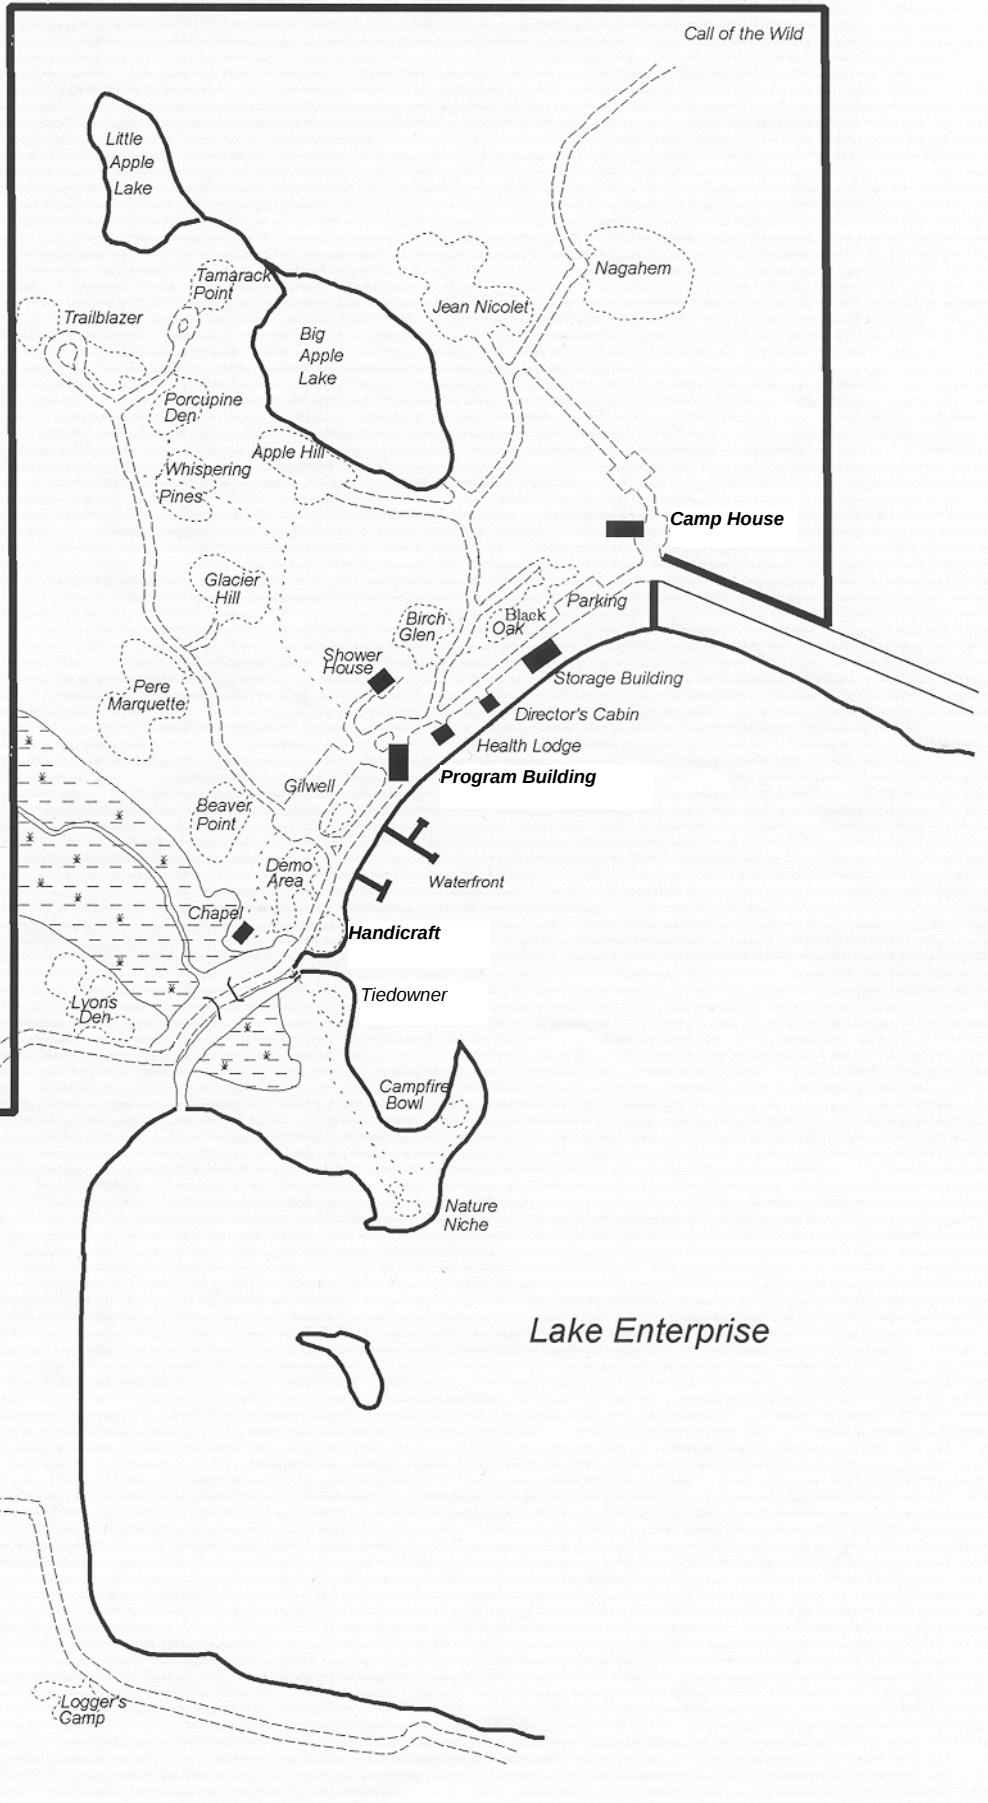 Call of the Wild
Little
Apple
Lake
Tamarack
Point
Nagahem
Trailblazer
Jean Nicolet
Big
Apple
Lake
Porcupine
Den
Apple Hill
Whispering
Pines
Camp House
Glacier
Hill
Parking
Black
Oak
Birch
Glen
Shower
House
Storage Building
Pere
Marquette
Director's Cabin
Health Lodge
Program Building
Gilwell
Beaver
Point
Demo
Area
Waterfront
Chapel
Handicraft
Tiedowner
Lyons
Den
Campfire
Bowl
Nature
Niche
Lake Enterprise
Logger's
Camp